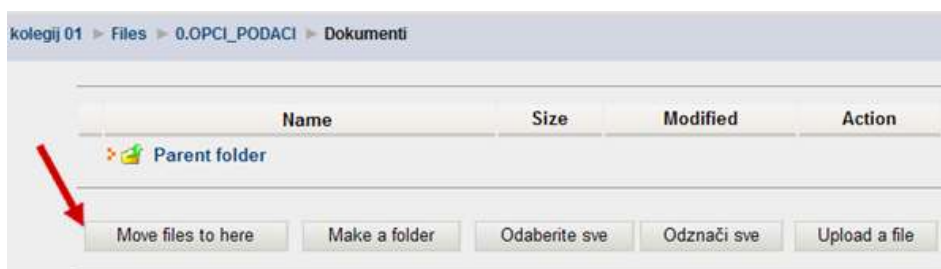 kolegij 01 ► Files ► 0.OPCI_PODACI ► Dokumenti
Name Size Modified Action
Parent folder
Move files to here Make a folder Odaberite sve Odznači sve Upload a file